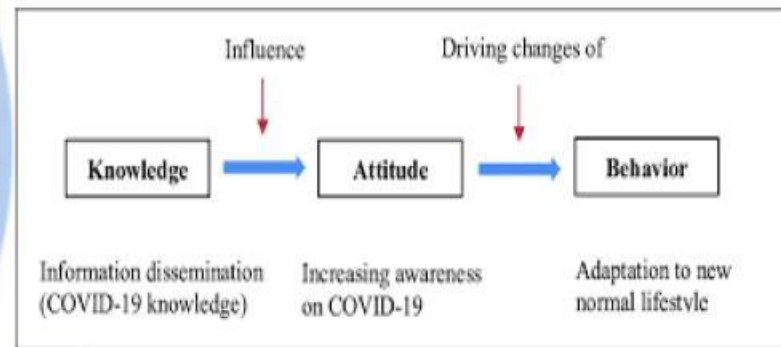 Influence
Driving changes of
Knowledge
Attitude
Behavior
Information dissemination
(COVID-19 knowledge)
Increasing awareness
on COVID-19
Adaptation to new
normal lifestyle